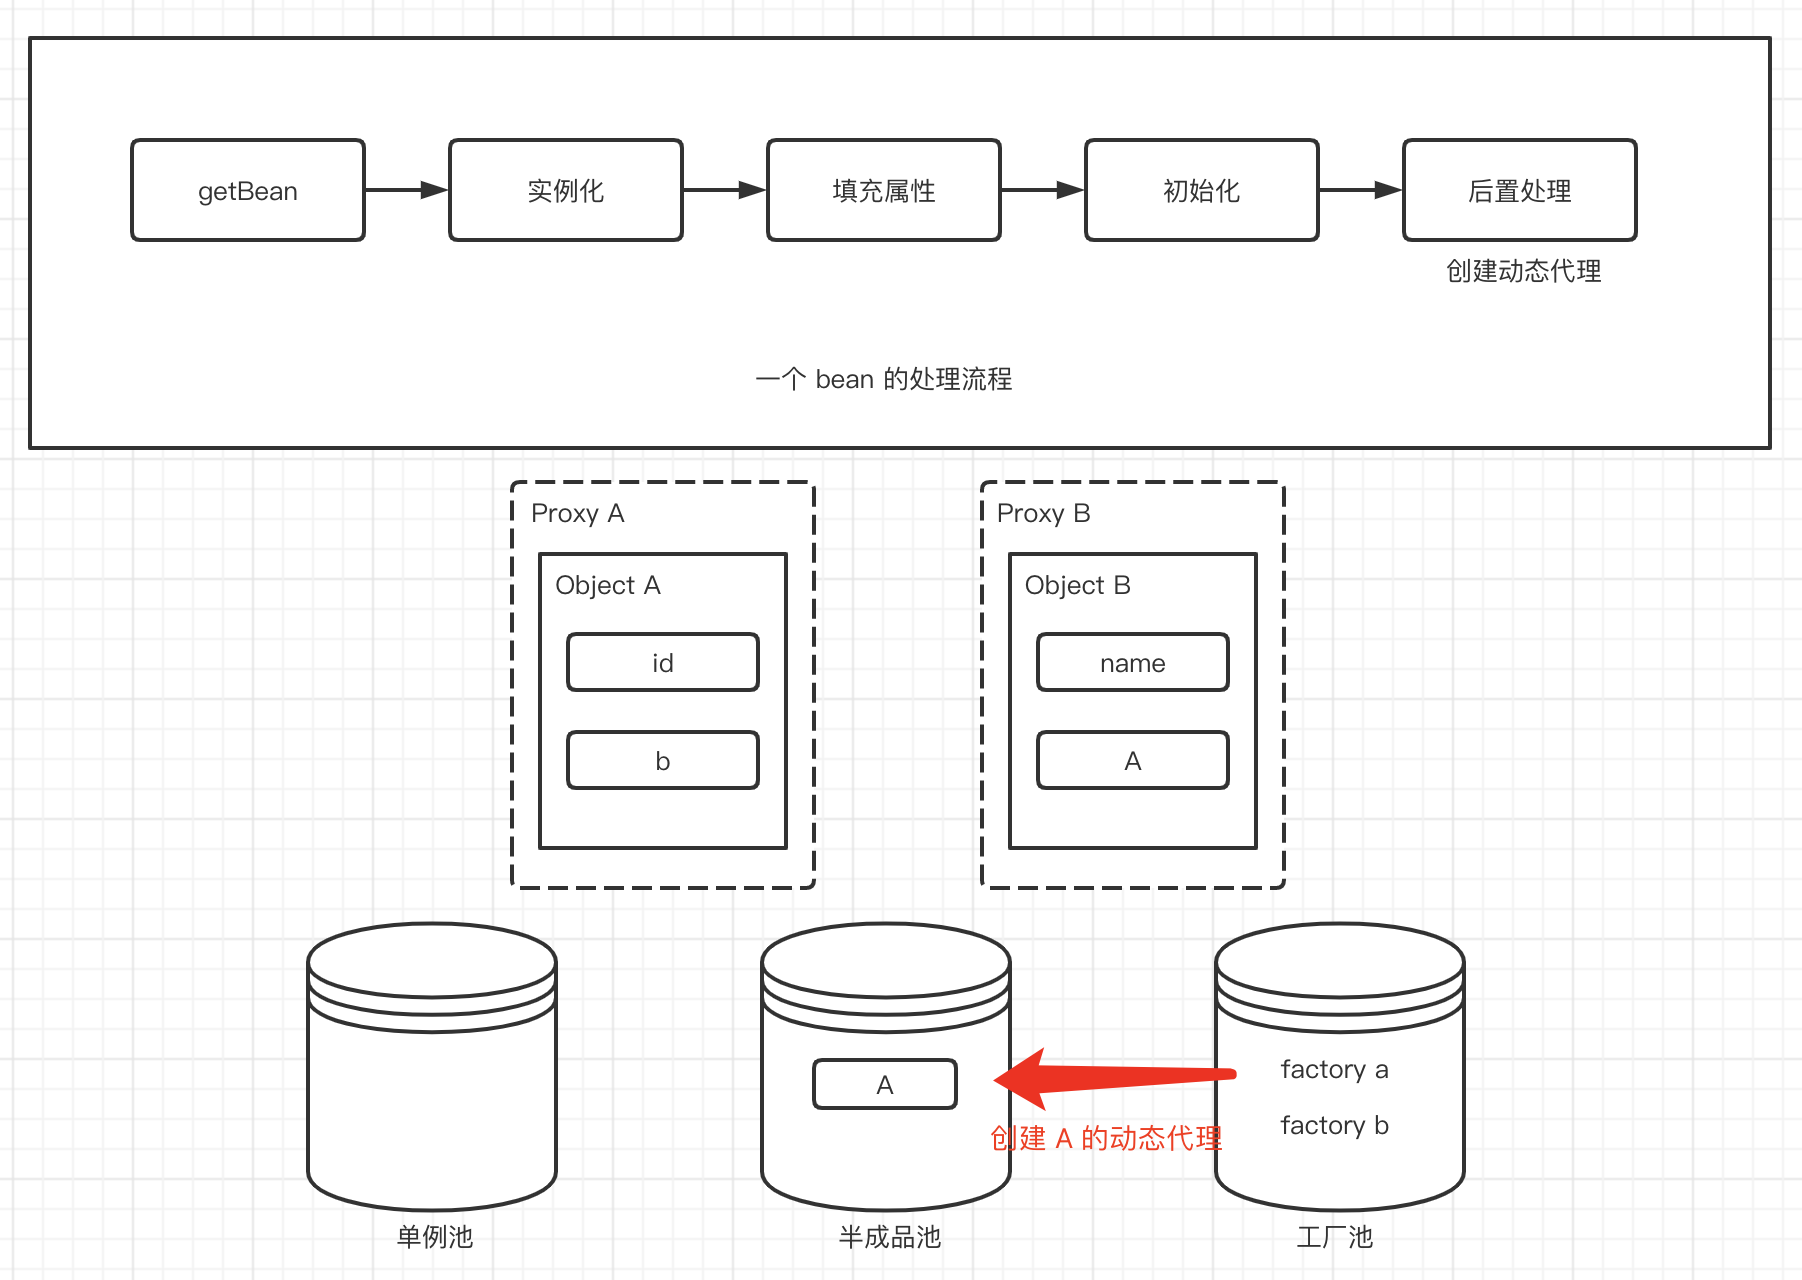 getBean
实例化
填充属性
初始化
后置处理
创建动态代理
一个 bean 的处理流程
Proxy A
Object A
id
b
Proxy B
Object B
name
A
A
创建 A 的动态代理
factory a
factory b
单例池
半成品池
工厂池